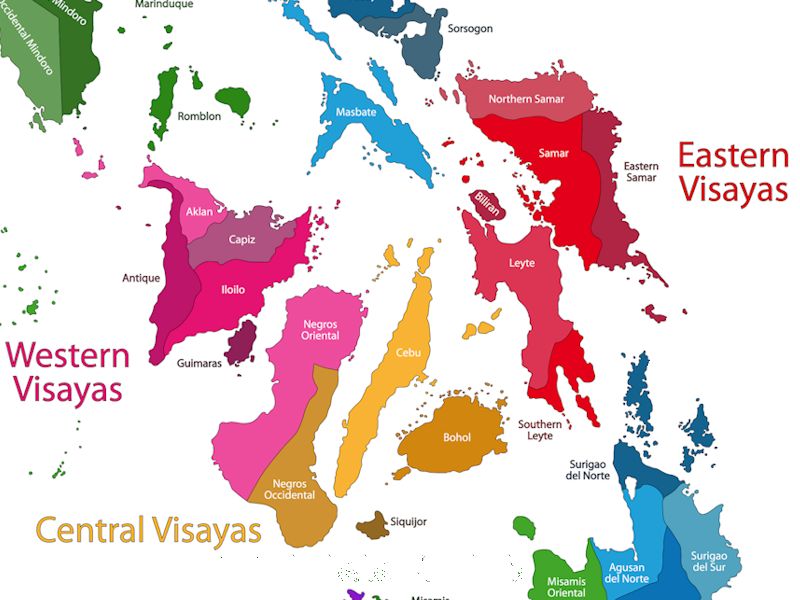 Marinduque
Mindoro
Occidental Mindoro
Sorsogon
Romblon
Masbate
Northern Samar
Samar
Eastern
Samar
Eastern
Visayas
Biliran
Aklan
Capiz
Antique
Iloilo
Leyte
Negros
Oriental
Guimaras
Cebu
Western
Visayas
Southern
Leyte
Bohol
Surigao
del Norte
Negros
Occidental
Central Visayas
Siquijor
Surigao
del Sur
Agusan
del Norte
Misamis
Oriental